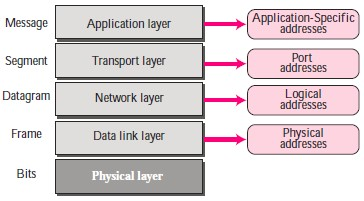 Message
Application layer
Application-Specific
addresses
Segment
Transport layer
Port
addresses
Datagram
Network layer
Logical
addresses
Frame
Data link layer
Physical
addresses
Bits
Physical layer